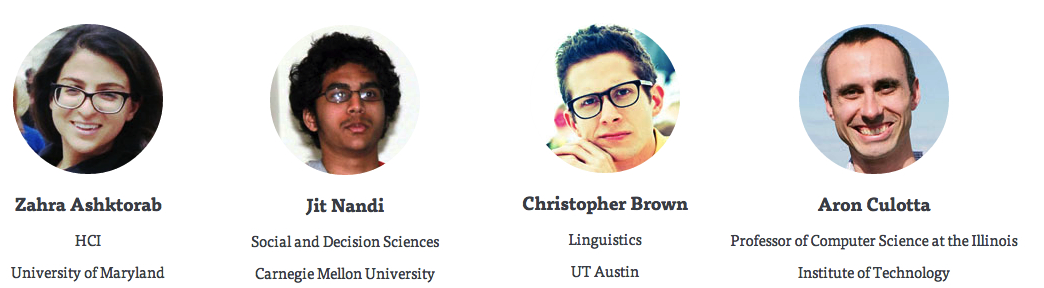 Zahra Ashktorab
HCI
University of Maryland
Jit Nandi
Social and Decision Sciences
Carnegie Mellon University
Christopher Brown
Linguistics
UT Austin
Aron Culotta
Professor of Computer Science at the Illinois
Institute of Technology